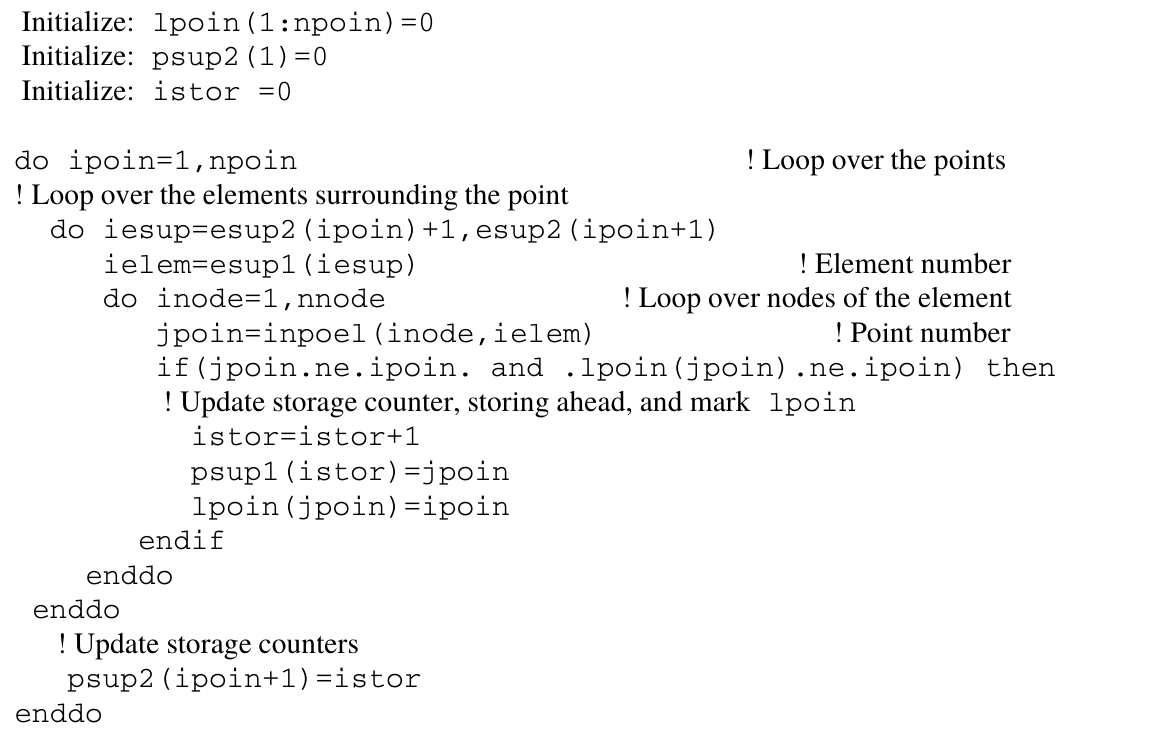 Initialize: lpoin(1:npoin)=0
Initialize: psup2(1)=0
Initialize: istor =0
do ipoin=1,npoin ! Loop over the points
! Loop over the elements surrounding the point
do iesup=esup2(ipoin)+1,esup2(ipoin+1)
ielem=esup1(iesup) ! Element number
do inode=1,nnode ! Loop over nodes of the element
jpoin=inpoel(inode,ielem) ! Point number
if(jpoin.ne.ipoin. and .lpoin(jpoin).ne.ipoin) then
! Update storage counter, storing ahead, and mark lpoin
istor=istor+1
psup1(istor)=jpoin
lpoin(jpoin)=ipoin
endif
enddo
enddo
! Update storage counters
psup2(ipoin+1)=istor
enddo